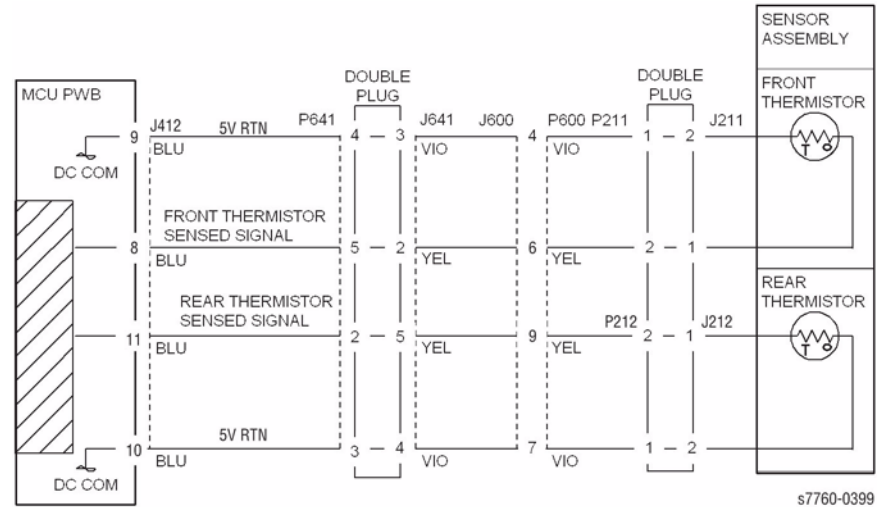 SENSOR
ASSEMBLY
MCU PWB
DOUBLE
PLUG
DOUBLE
PLUG
FRONT
THERMISTOR
9 J412 5V RTN P641 4 – 3 J641 J600 4 P600 P211 1 – 2 J211
BLU VIO VIO T
DC COM
FRONT THERMISTOR
SENSED SIGNAL
8 5 – 2 6 2 – 1
BLU YEL YEL
REAR THERMISTOR
SENSED SIGNAL
REAR
THERMISTOR
11 2 – 5 9 P212 2 – 1 J212
BLU YEL YEL T
5V RTN
10 3 – 4 7 1 – 2
BLU VIO VIO
DC COM
s7760-0399